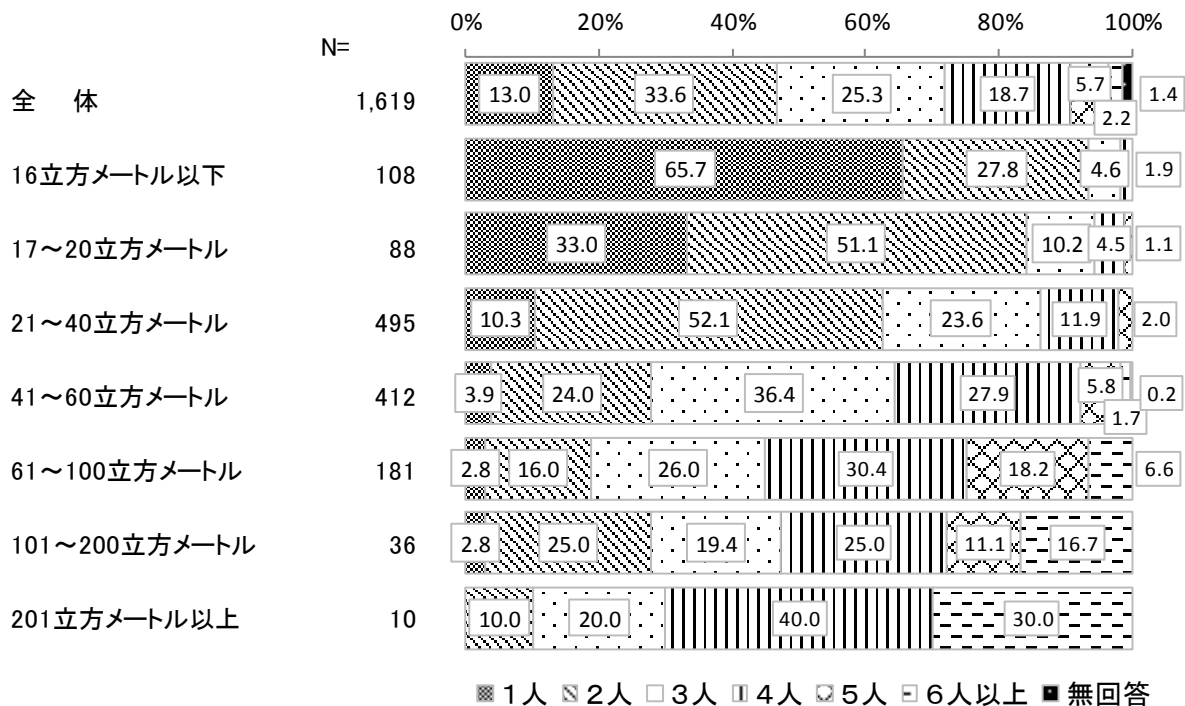 0% 20% 40% 60% 80% 100%
N=
全　体 1,619 13.0 33.6 25.3 18.7 5.7 2.2 1.4
16立方メートル以下 108 65.7 27.8 4.6 1.9
17～20立方メートル 88 33.0 51.1 10.2 4.5 1.1
21～40立方メートル 495 10.3 52.1 23.6 11.9 2.0
41～60立方メートル 412 3.9 24.0 36.4 27.9 5.8 1.7 0.2
61～100立方メートル 181 2.8 16.0 26.0 30.4 18.2 6.6
101～200立方メートル 36 2.8 25.0 19.4 25.0 11.1 16.7
201立方メートル以上 10 10.0 20.0 40.0 30.0
１人 ２人 ３人 ４人 ５人 ６人以上 無回答